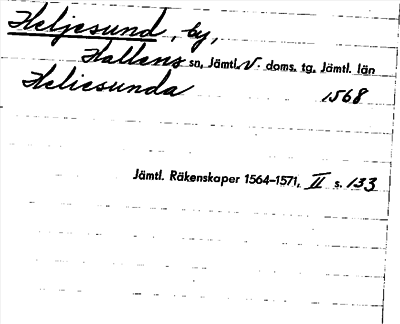 Heljesund, by,
Hallens sn, Jämtl. V. doms. tg, Jämtl. län
Heliesunda 1568
Jämtl. Räkenskaper 1564–1571, II s. 133